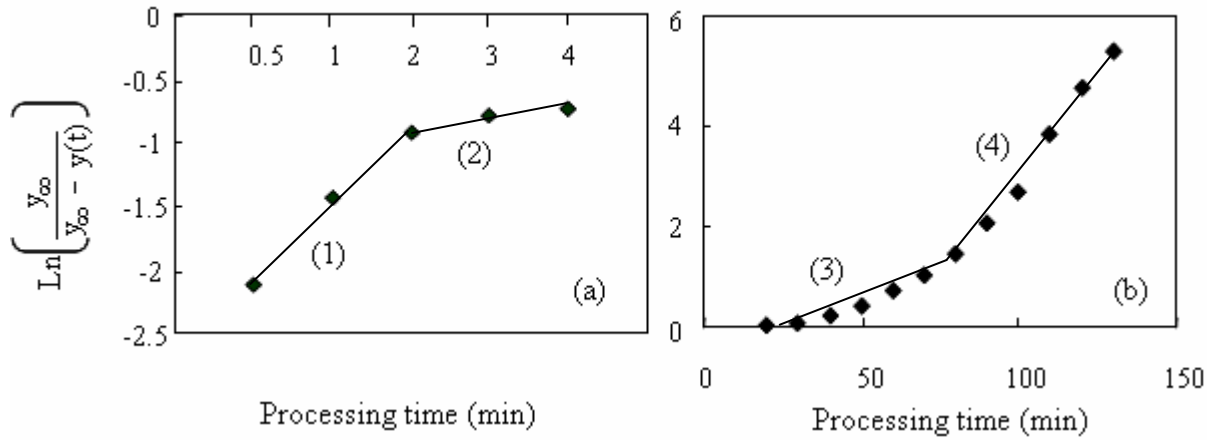 Ln [ y∞ / y∞ - y(t) ]
0
-0.5
-1
-1.5
-2
-2.5
0.5 1 2 3 4
(1)
(2)
(a)
Processing time (min)
6
4
2
0
0 50 100 150
(3)
(4)
(b)
Processing time (min)